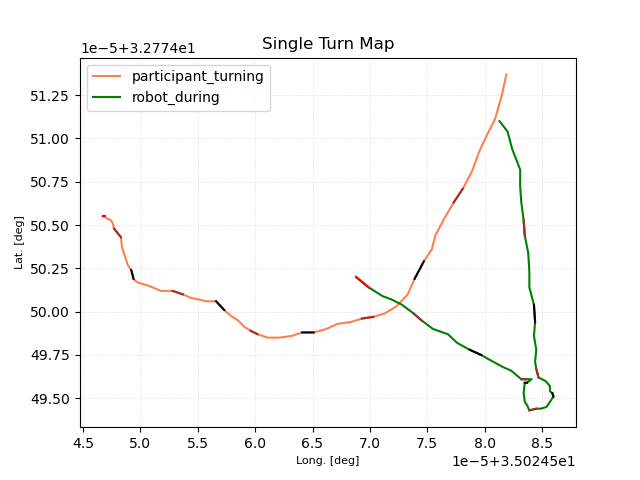 Single Turn Map
1e−5+3.2774e1
participant_turning
robot_during
51.25
51.00
50.75
50.50
50.25
50.00
49.75
49.50
Lat. [deg]
4.5 5.0 5.5 6.0 6.5 7.0 7.5 8.0 8.5
Long. [deg]
1e−5+3.50245e1